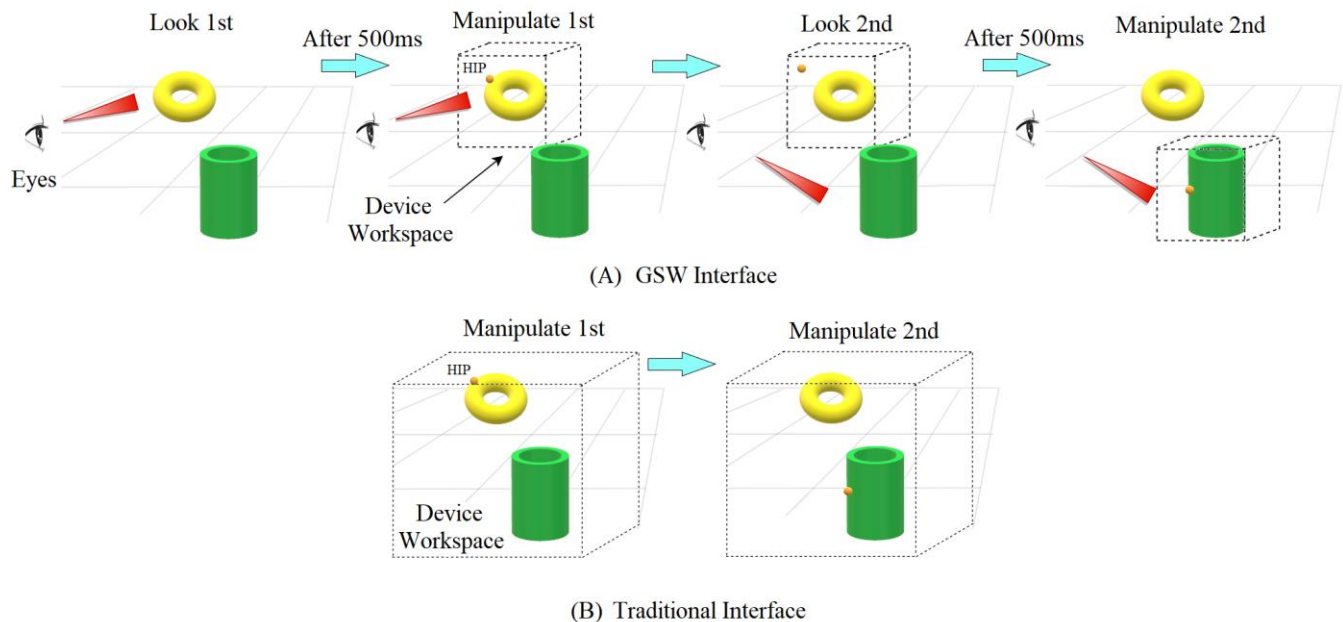 Look 1st
After 500ms
Manipulate 1st
Look 2nd
After 500ms
Manipulate 2nd
HIP
Eyes
Device
Workspace
(A) GSW Interface
Manipulate 1st
Manipulate 2nd
HIP
Device
Workspace
(B) Traditional Interface